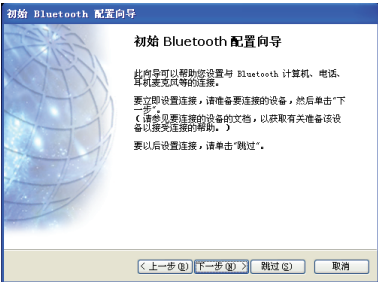 初始 Bluetooth 配置向导
初始 Bluetooth 配置向导
此向导可以帮助您设置与 Bluetooth 计算机、电话、
耳机麦克风等的连接。
要立即设置连接，请准备要连接的设备，然后单击“下
一步”。
(请参见要连接的设备的文档，以获取有关准备该设
备以接受连接的帮助。)
要以后设置连接，请单击“跳过”。
< 上一步(B) 下一步(N) > 跳过(S) 取消